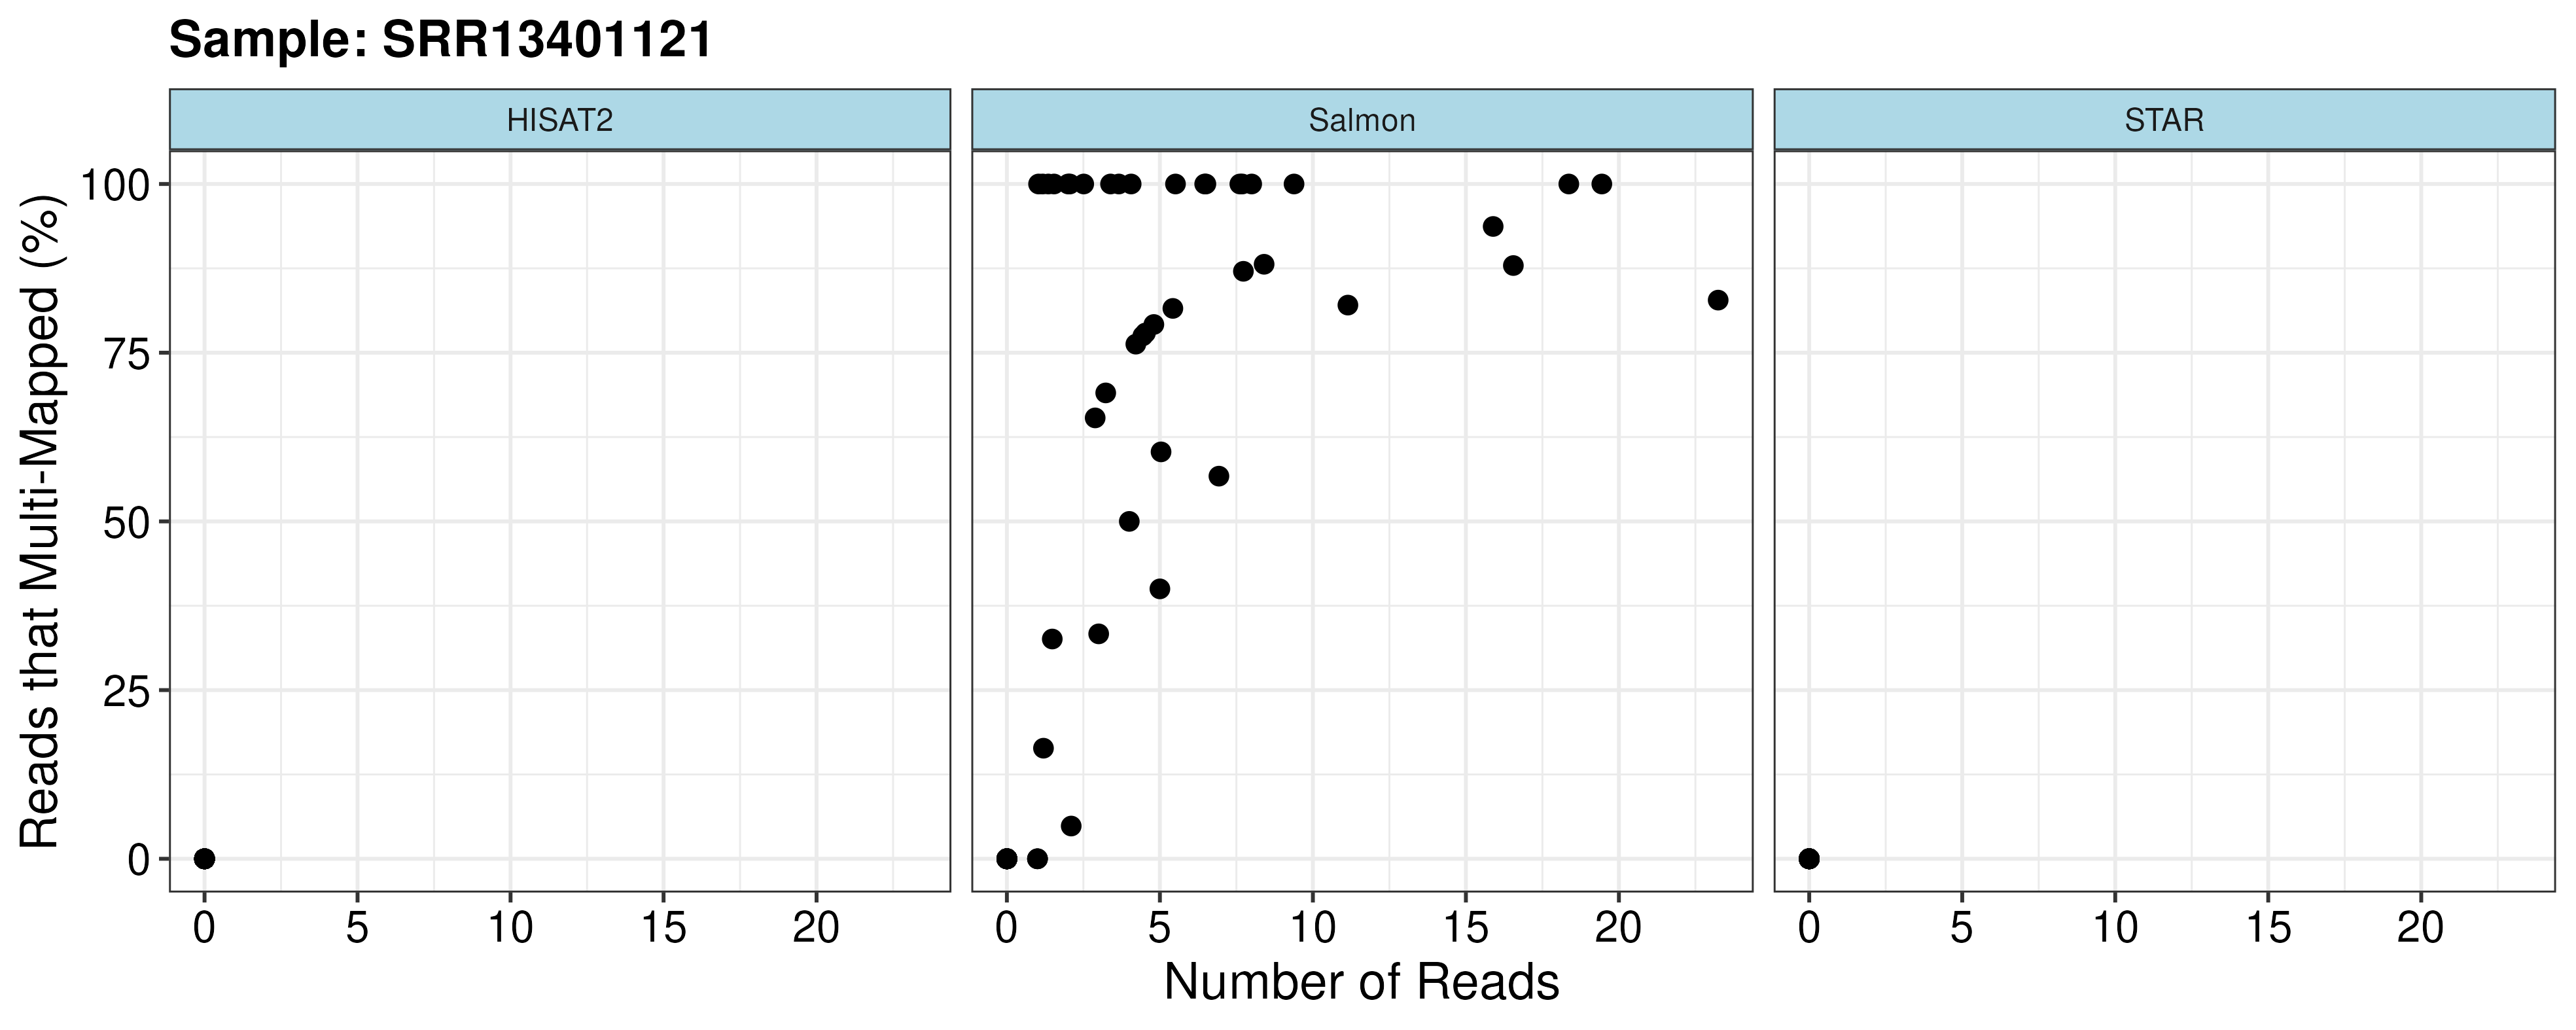 Sample: SRR13401121
HISAT2
Salmon
STAR
Reads that Multi-Mapped (%)
100
75
50
25
0
0 5 10 15 20
0 5 10 15 20
0 5 10 15 20
Number of Reads